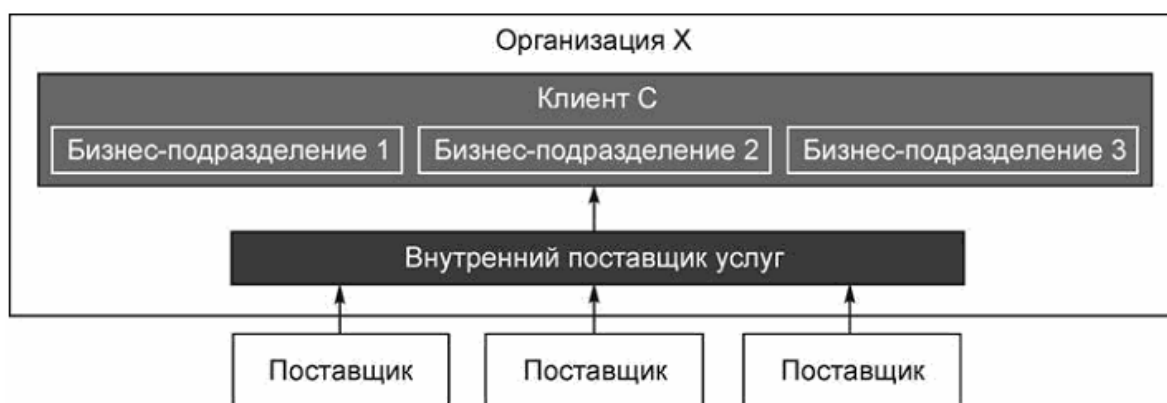 Организация X
Клиент C
Бизнес-подразделение 1
Бизнес-подразделение 2
Бизнес-подразделение 3
Внутренний поставщик услуг
Поставщик
Поставщик
Поставщик